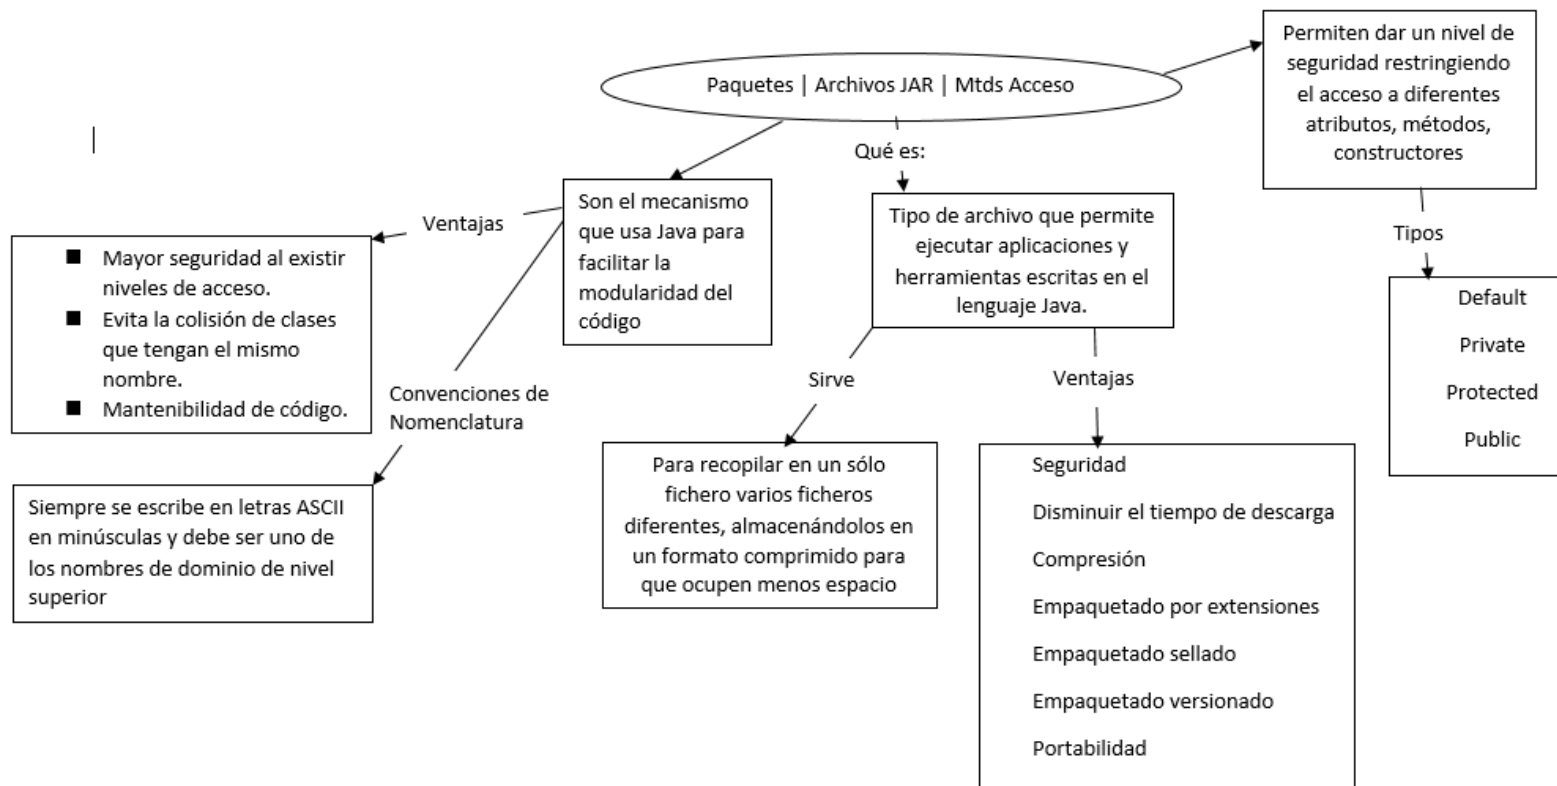 Paquetes | Archivos JAR | Mtds Acceso
Permiten dar un nivel de
seguridad restringiendo
el acceso a diferentes
atributos, métodos,
constructores
Qué es:
Son el mecanismo
que usa Java para
facilitar la
modularidad del
código
Ventajas
Mayor seguridad al existir
niveles de acceso.
Evita la colisión de clases
que tengan el mismo
nombre.
Mantenibilidad de código.
Convenciones de
Nomenclatura
Siempre se escribe en letras ASCII
en minúsculas y debe ser uno de
los nombres de dominio de nivel
superior
Tipo de archivo que permite
ejecutar aplicaciones y
herramientas escritas en el
lenguaje Java.
Sirve
Para recopilar en un sólo
fichero varios ficheros
diferentes, almacenándolos en
un formato comprimido para
que ocupen menos espacio
Ventajas
Seguridad
Disminuir el tiempo de descarga
Compresión
Empaquetado por extensiones
Empaquetado sellado
Empaquetado versionado
Portabilidad
Tipos
Default
Private
Protected
Public